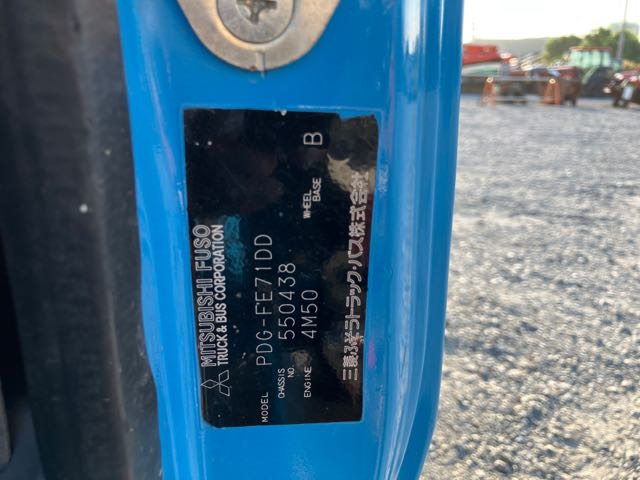 MITSUBISHI FUSO
TRUCK & BUS CORPORATION
MODEL PDG-FE71DD
CHASSIS NO. 550438 WHEEL BASE B
ENGINE 4M50
三菱ふそうトラック・バス株式会社